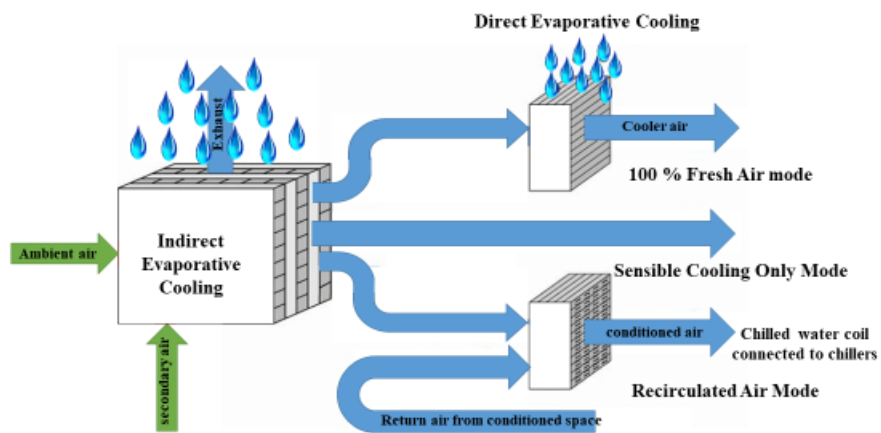 Direct Evaporative Cooling
Exhaust
Cooler air
100 % Fresh Air mode
Ambient air
Indirect
Evaporative
Cooling
Sensible Cooling Only Mode
conditioned air
Chilled water coil
connected to chillers
secondary air
Recirculated Air Mode
Return air from conditioned space